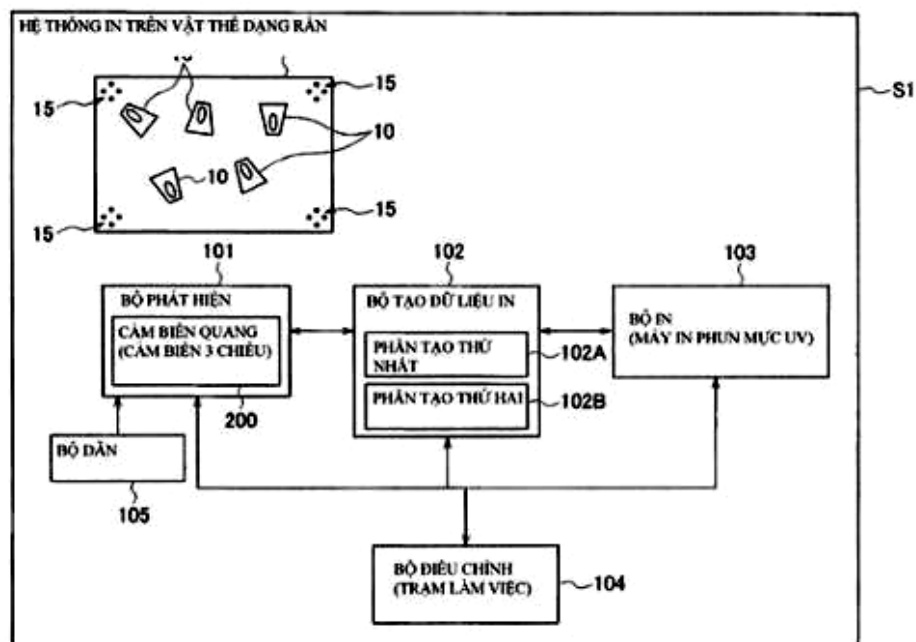 HỆ THỐNG IN TRÊN VẬT THỂ DẠNG RẮN
S1
15
15
10
10
15
15
101
102
103
BỘ PHÁT HIỆN
CẢM BIẾN QUANG
(CẢM BIẾN 3 CHIỀU)
200
BỘ TẠO DỮ LIỆU IN
PHẦN TẠO THỨ
NHẤT
102A
PHẦN TẠO THỨ HAI
102B
BỘ IN
(MÁY IN PHUN MỰC UV)
BỘ DẪN
105
BỘ ĐIỀU CHỈNH
(TRẠM LÀM VIỆC)
104